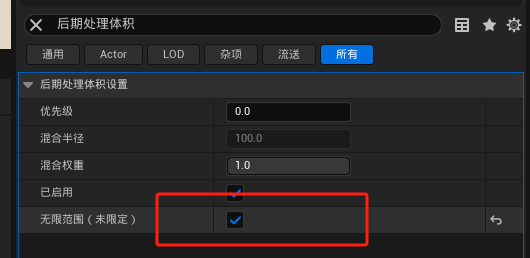 后期处理体积
通用 Actor LOD 杂项 流送 所有
后期处理体积设置
优先级 0.0
混合半径 100.0
混合权重 1.0
已启用
无限范围（未限定）